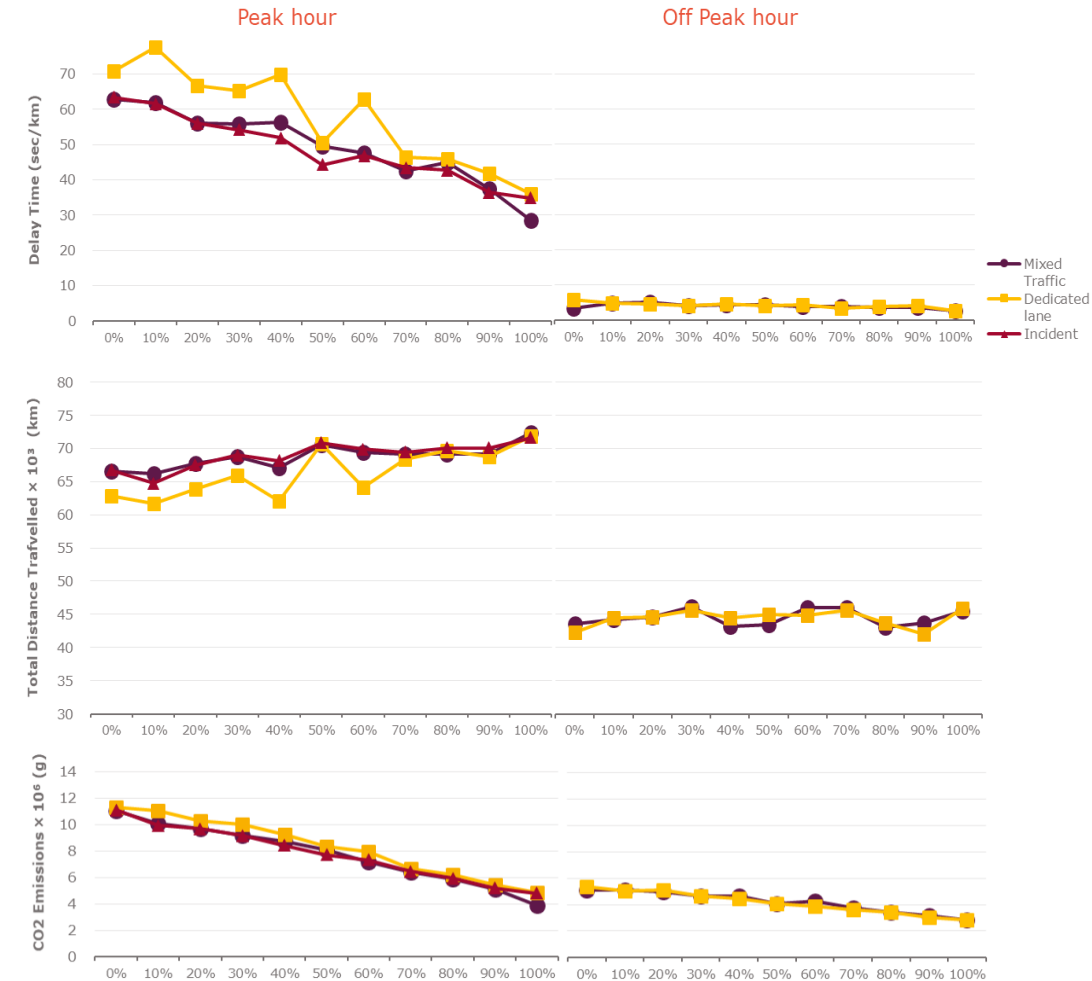 Peak hour
Off Peak hour
Delay Time (sec/km)
70
60
50
40
30
20
10
0
0% 10% 20% 30% 40% 50% 60% 70% 80% 90% 100%
0% 10% 20% 30% 40% 50% 60% 70% 80% 90% 100%
Mixed
Traffic
Dedicated
lane
Incident
Total Distance Trafvelled × 10³ (km)
80
75
70
65
60
55
50
45
40
35
30
0% 10% 20% 30% 40% 50% 60% 70% 80% 90% 100%
0% 10% 20% 30% 40% 50% 60% 70% 80% 90% 100%
CO2 Emissions × 10⁶ (g)
14
12
10
8
6
4
2
0
0% 10% 20% 30% 40% 50% 60% 70% 80% 90% 100%
0% 10% 20% 30% 40% 50% 60% 70% 80% 90% 100%